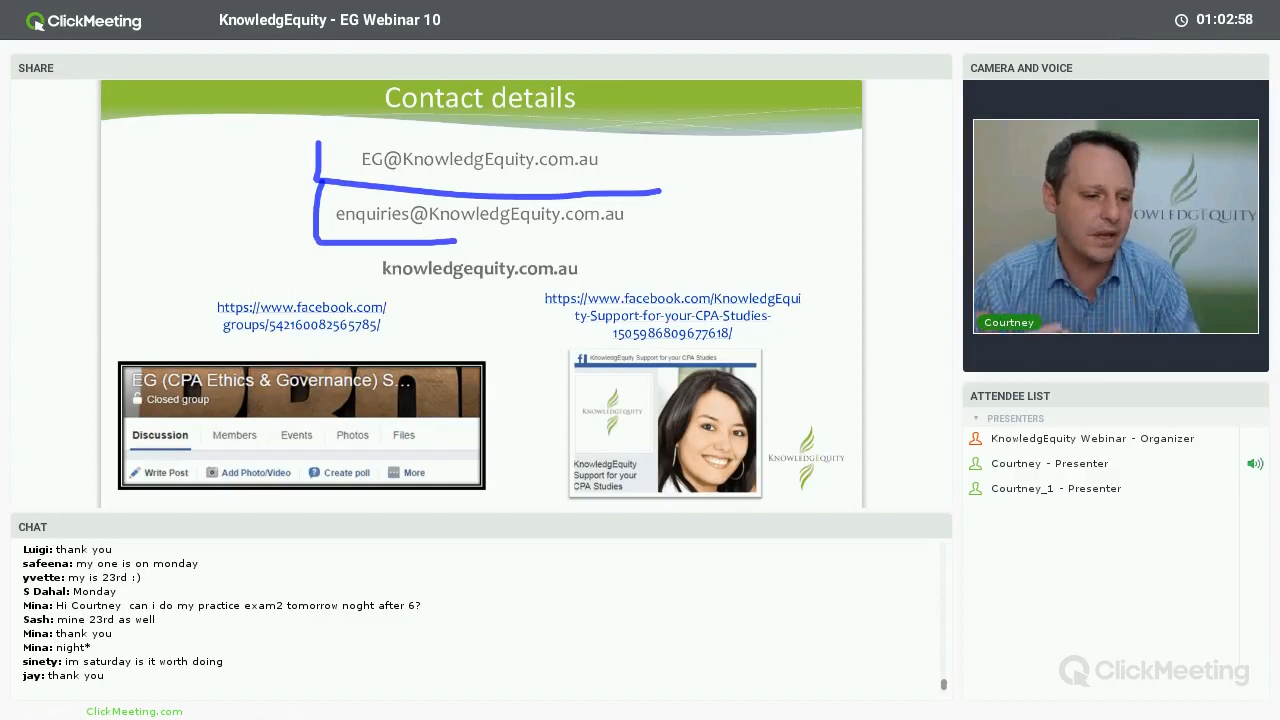 ClickMeeting
KnowledgEquity - EG Webinar 10
01:02:58
SHARE
Contact details
EG@KnowledgEquity.com.au
enquiries@KnowledgEquity.com.au
knowledgequity.com.au
https://www.facebook.com/
groups/542160082565785/
https://www.facebook.com/KnowledgEqui
ty-Support-for-your-CPA-Studies-
1505986809677618/
EG (CPA Ethics & Governance) S...
Closed group
Discussion Members Events Photos Files
Write Post Add Photo/Video Create poll More
KnowledgEquity Support for your CPA Studies
KNOWLEDGEQUITY
KnowledgEquity
Support for your
CPA Studies
KNOWLEDGEQUITY
CAMERA AND VOICE
NOWLEDGEQUITY
Courtney
ATTENDEE LIST
PRESENTERS
KnowledgEquity Webinar - Organizer
Courtney - Presenter
Courtney_1 - Presenter
CHAT
Luigi: thank you
safeena: my one is on monday
yvette: my is 23rd :)
S Dahal: Monday
Mina: Hi Courtney can i do my practice exam2 tomorrow noght after 6?
Sash: mine 23rd as well
Mina: thank you
Mina: night*
sinety: im saturday is it worth doing
jay: thank you
ClickMeeting
ClickMeeting.com